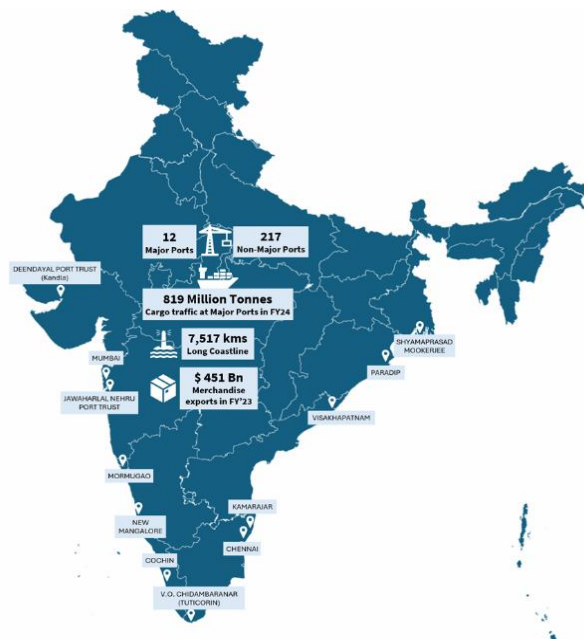 12
Major Ports
217
Non-Major Ports
DEENDAYAL PORT TRUST
(Kandla)
819 Million Tonnes
Cargo traffic at Major Ports in FY24
7,517 kms
Long Coastline
SHYAMAPRASAD
MOOKERJEE
MUMBAI
PARADIP
$ 451 Bn
Merchandise
exports in FY'23
JAWAHARLAL NEHRU
PORT TRUST
VISAKHAPATNAM
MORMUGAO
KAMARAJAR
NEW
MANGALORE
CHENNAI
COCHIN
V.O. CHIDAMBARANAR
(TUTICORIN)